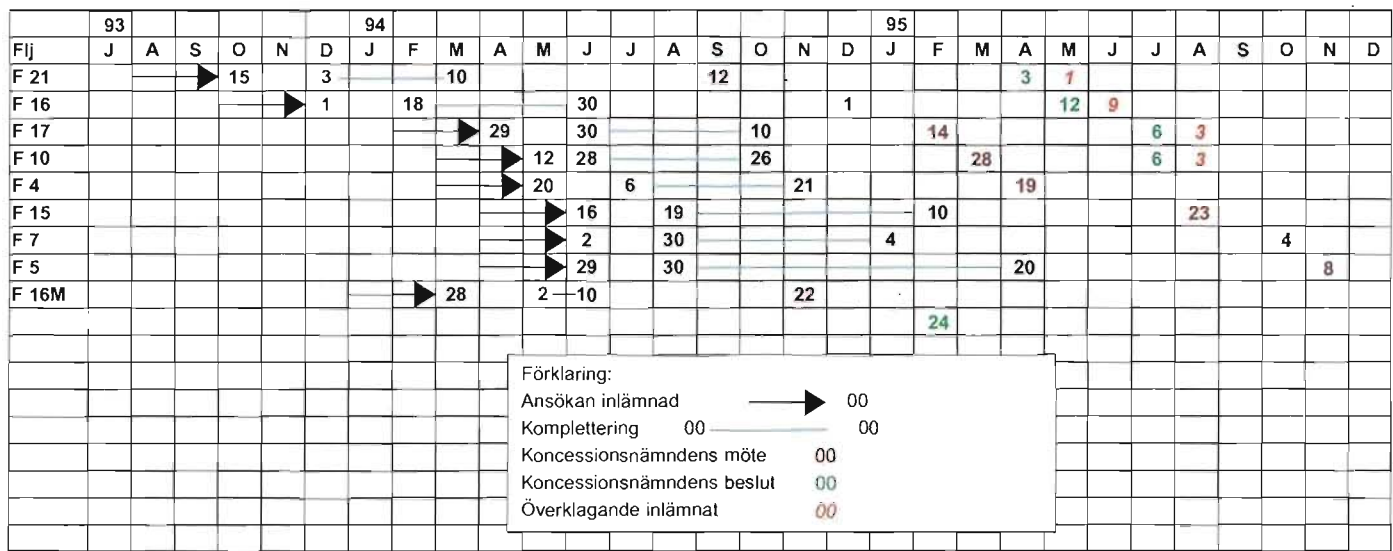 93 94 95
Flj J A S O N D J F M A M J J A S O N D J F M A M J J A S O N D
F 21 15 3 10 12 3 1
F 16 1 18 30 1 12 9
F 17 29 30 10 14 6 3
F 10 12 28 26 28 6 3
F 4 20 6 21 19
F 15 16 19 10 23
F 7 2 30 4 4
F 5 29 30 20 8
F 16M 28 2 10 22
24
Förklaring:
Ansökan inlämnad 00
Komplettering 00 00
Koncessionsnämndens möte 00
Koncessionsnämndens beslut 00
Överklagande inlämnat 00